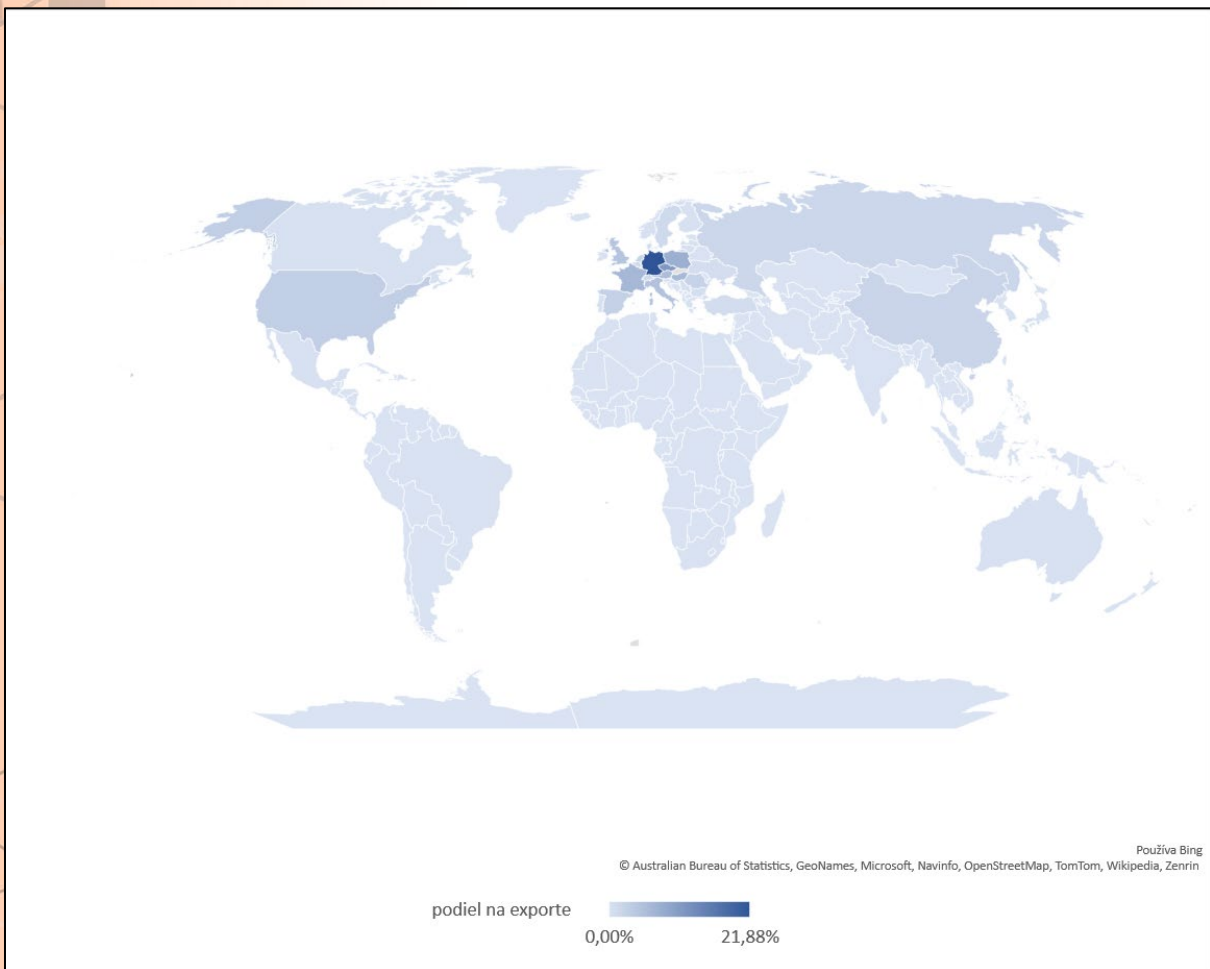 Používa Bing
© Australian Bureau of Statistics, GeoNames, Microsoft, Navinfo, OpenStreetMap, TomTom, Wikipedia, Zenrin
podiel na exporte
0,00%
21,88%